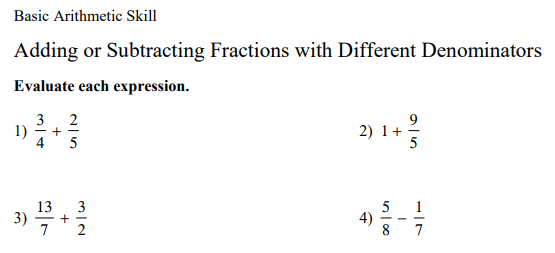 Basic Arithmetic Skill
Adding or Subtracting Fractions with Different Denominators
Evaluate each expression.
1) 3/4 + 2/5
2) 1 + 9/5
3) 13/7 + 3/2
4) 5/8 − 1/7